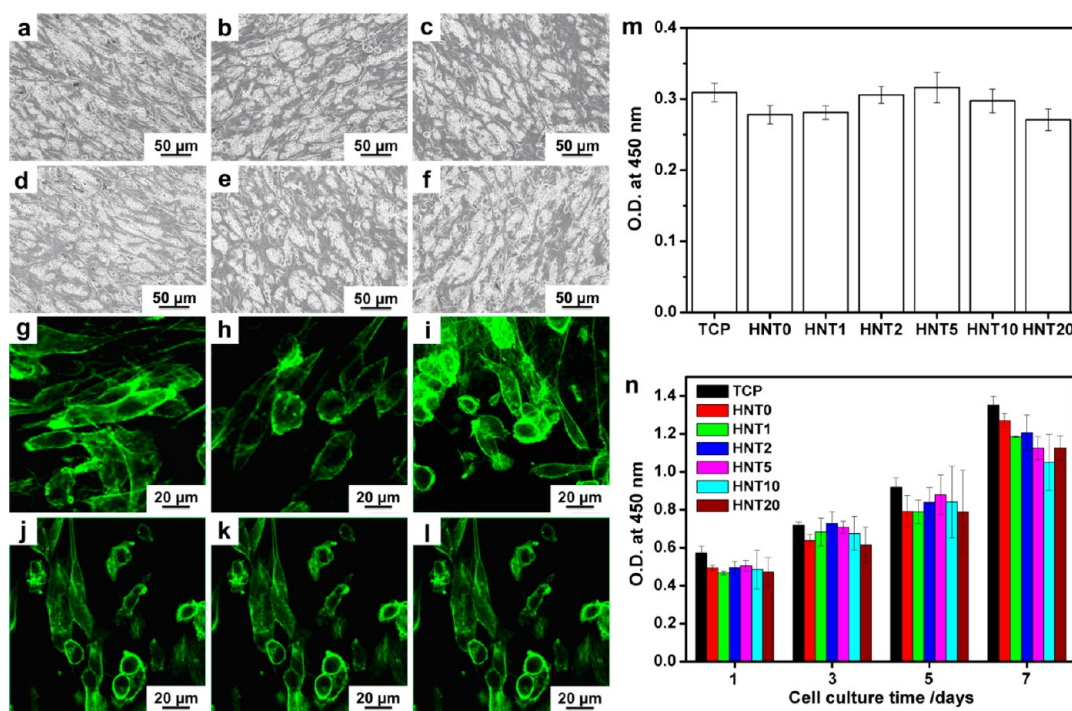 a
b
c
50 µm
50 µm
50 µm
d
e
f
50 µm
50 µm
50 µm
g
h
i
20 µm
20 µm
20 µm
j
k
l
20 µm
20 µm
20 µm
m
0.4
0.3
0.2
0.1
0.0
O.D. at 450 nm
TCP HNT0 HNT1 HNT2 HNT5 HNT10 HNT20
n
1.4
1.2
1.0
0.8
0.6
0.4
0.2
0.0
O.D. at 450 nm
TCP
HNT0
HNT1
HNT2
HNT5
HNT10
HNT20
1 3 5 7
Cell culture time /days